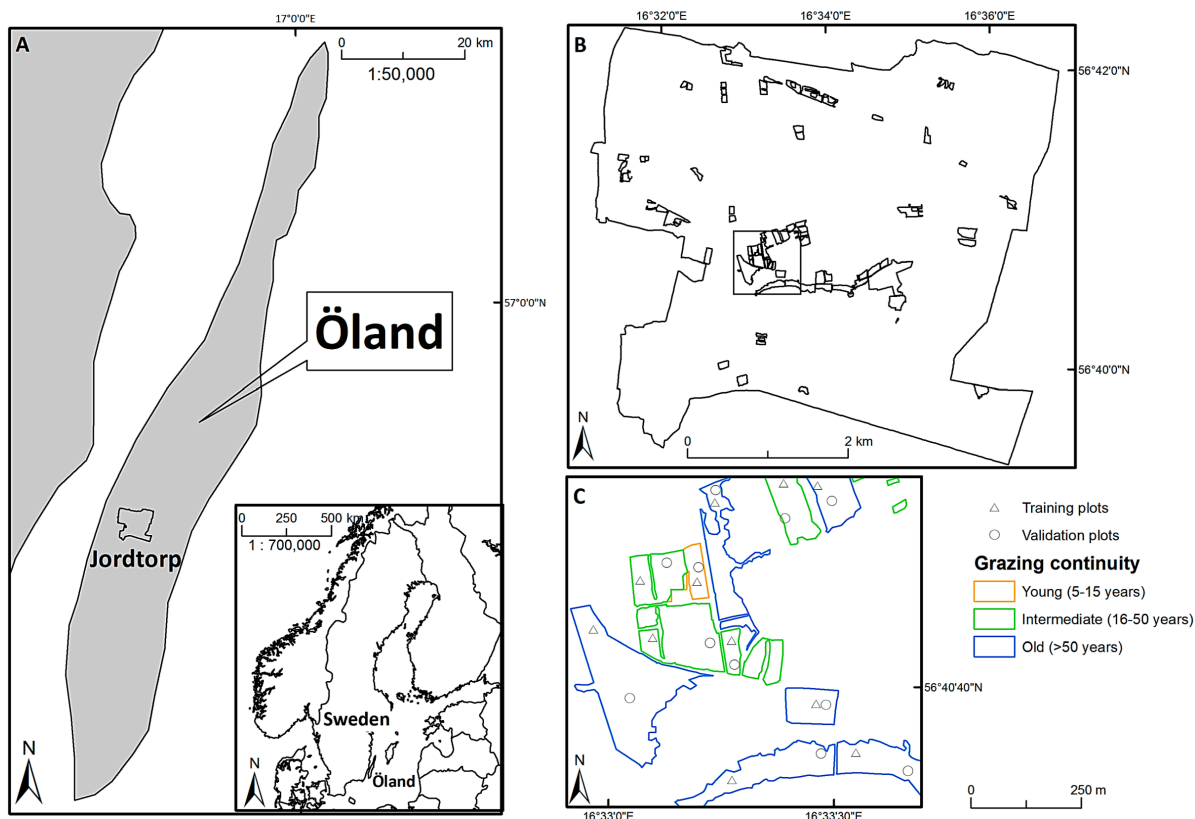 A
17°0'0"E
0 20 km
1:50,000
57°0'0"N
Öland
Jordtorp
N
0 250 500 km
1 : 700,000
Sweden
Öland
N
B
16°32'0"E 16°34'0"E 16°36'0"E
56°42'0"N
56°40'0"N
N
0 2 km
C
Training plots
Validation plots
Grazing continuity
Young (5-15 years)
Intermediate (16-50 years)
Old (>50 years)
56°40'40"N
N
16°33'0"E 16°33'30"E
0 250 m